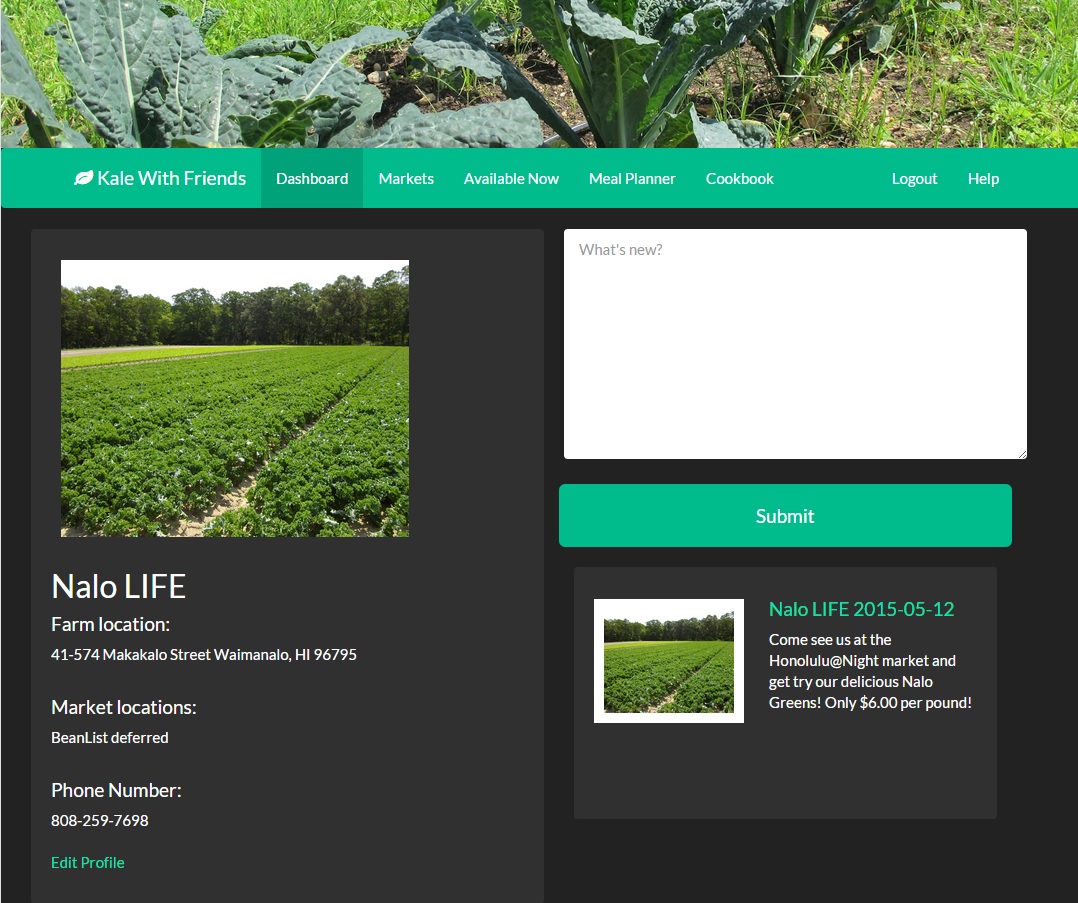 Kale With Friends Dashboard Markets Available Now Meal Planner Cookbook Logout Help
What's new?
Submit
Nalo LIFE
Farm location:
41-574 Makakalo Street Waimanalo, HI 96795
Market locations:
BeanList deferred
Phone Number:
808-259-7698
Edit Profile
Nalo LIFE 2015-05-12
Come see us at the
Honolulu@Night market and
get try our delicious Nalo
Greens! Only $6.00 per pound!